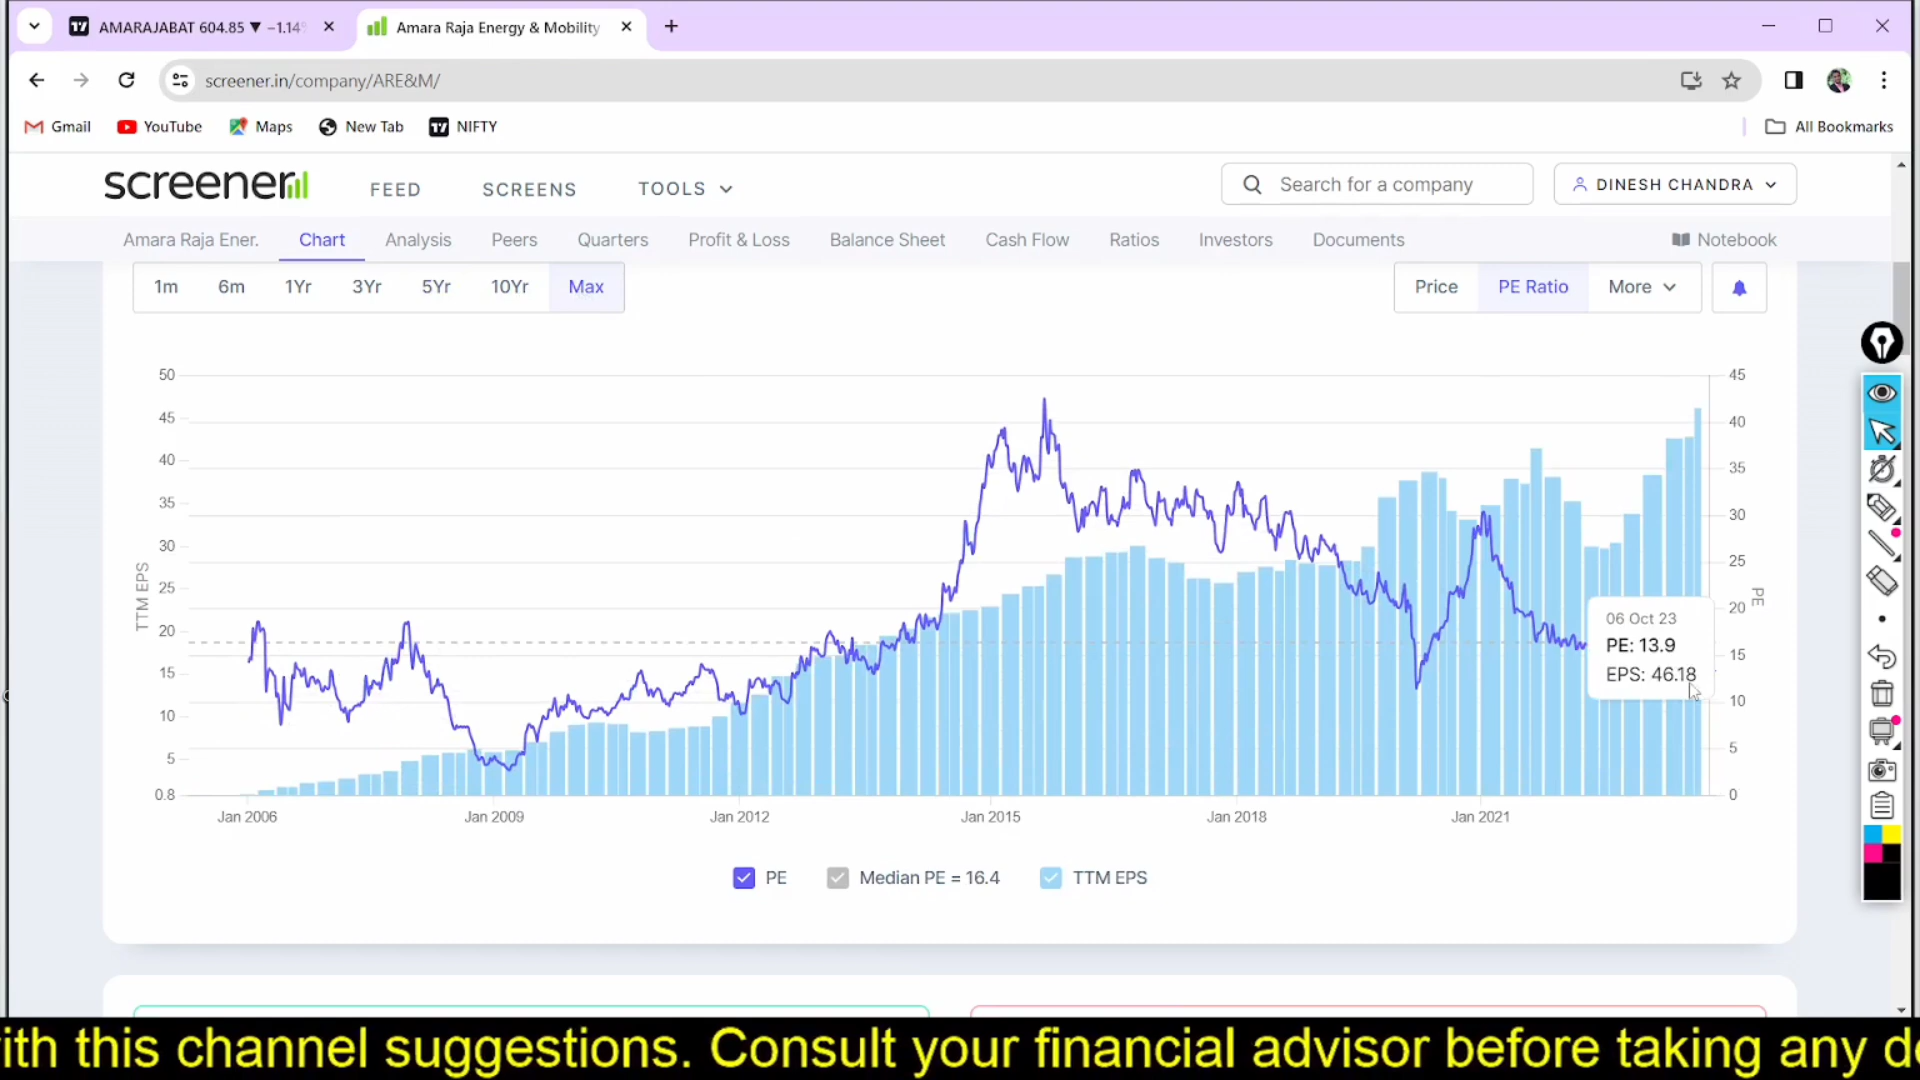 AMARAJABAT 604.85 ▼ −1.14
Amara Raja Energy & Mobility
screener.in/company/ARE&M/
Gmail
YouTube
Maps
New Tab
NIFTY
All Bookmarks
screener
FEED
SCREENS
TOOLS
Search for a company
DINESH CHANDRA
Amara Raja Ener.
Chart
Analysis
Peers
Quarters
Profit & Loss
Balance Sheet
Cash Flow
Ratios
Investors
Documents
Notebook
1m
6m
1Yr
3Yr
5Yr
10Yr
Max
Price
PE Ratio
More
50
45
40
35
30
25
20
15
10
5
0.8
TTM EPS
45
40
35
30
25
20
15
10
5
0
PE
06 Oct 23
PE: 13.9
EPS: 46.18
Jan 2006
Jan 2009
Jan 2012
Jan 2015
Jan 2018
Jan 2021
PE
Median PE = 16.4
TTM EPS
ith this channel suggestions. Consult your financial advisor before taking any d